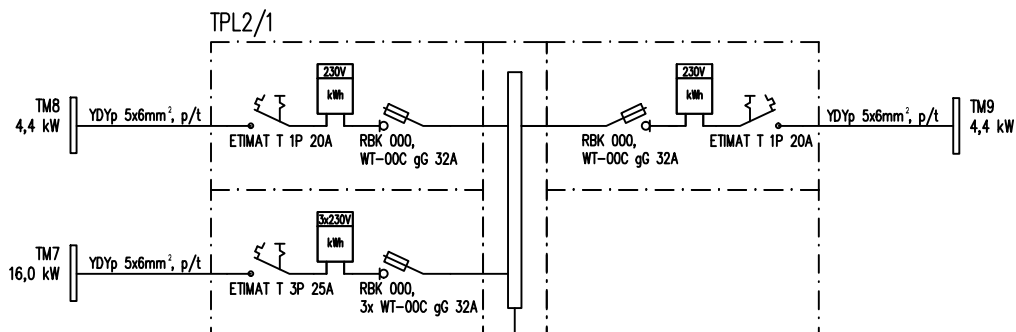 TPL2/1
230V
kWh
TM8
4,4 kW
YDYp 5x6mm², p/t
ETIMAT T 1P 20A
RBK 000,
WT-00C gG 32A
230V
kWh
RBK 000,
WT-00C gG 32A
ETIMAT T 1P 20A
YDYp 5x6mm², p/t
TM9
4,4 kW
3x230V
kWh
TM7
16,0 kW
YDYp 5x6mm², p/t
ETIMAT T 3P 25A
RBK 000,
3x WT-00C gG 32A